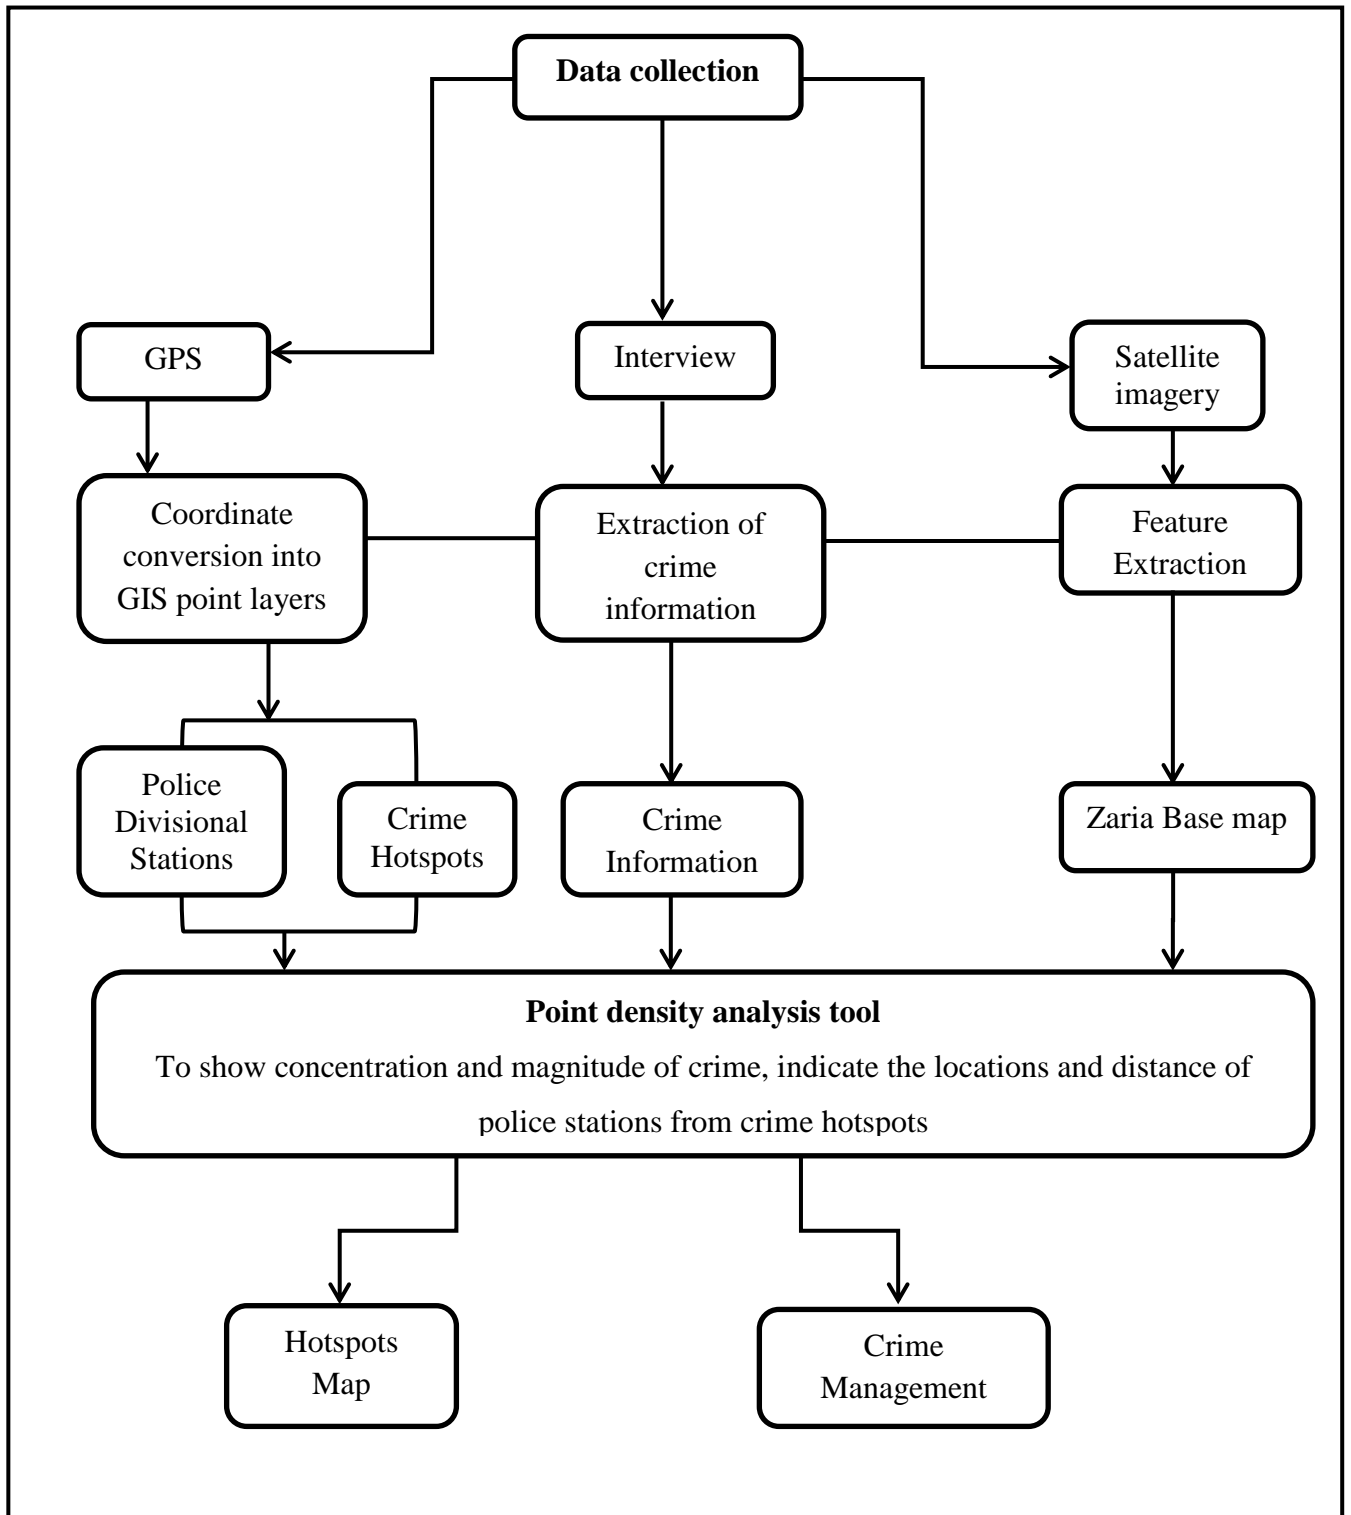 Data collection
GPS
Interview
Satellite
imagery
Coordinate
conversion into
GIS point layers
Extraction of
crime
information
Feature
Extraction
Police
Divisional
Stations
Crime
Hotspots
Crime
Information
Zaria Base map
Point density analysis tool
To show concentration and magnitude of crime, indicate the locations and distance of
police stations from crime hotspots
Hotspots
Map
Crime
Management